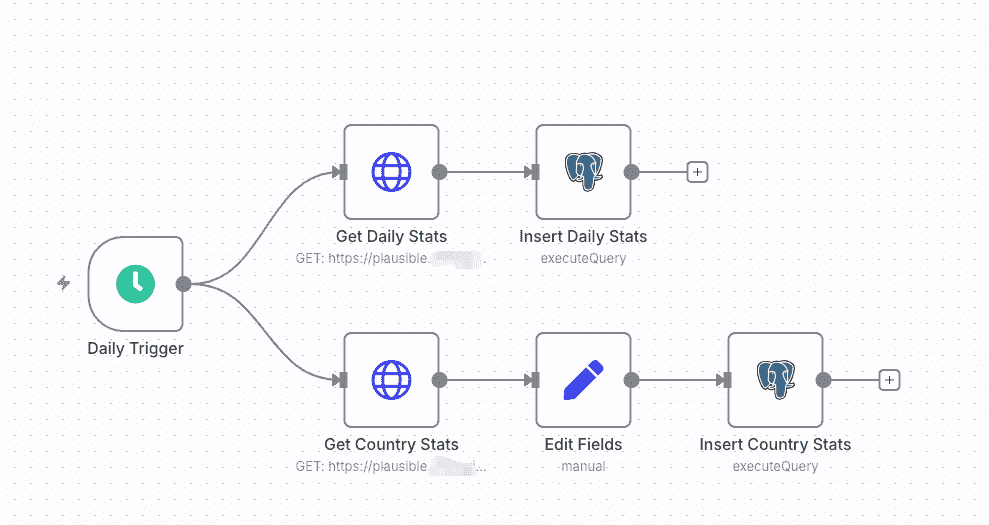 Get Daily Stats
GET: https://plausible.
Insert Daily Stats
executeQuery
Daily Trigger
Get Country Stats
GET: https://plausible.
Edit Fields
manual
Insert Country Stats
executeQuery